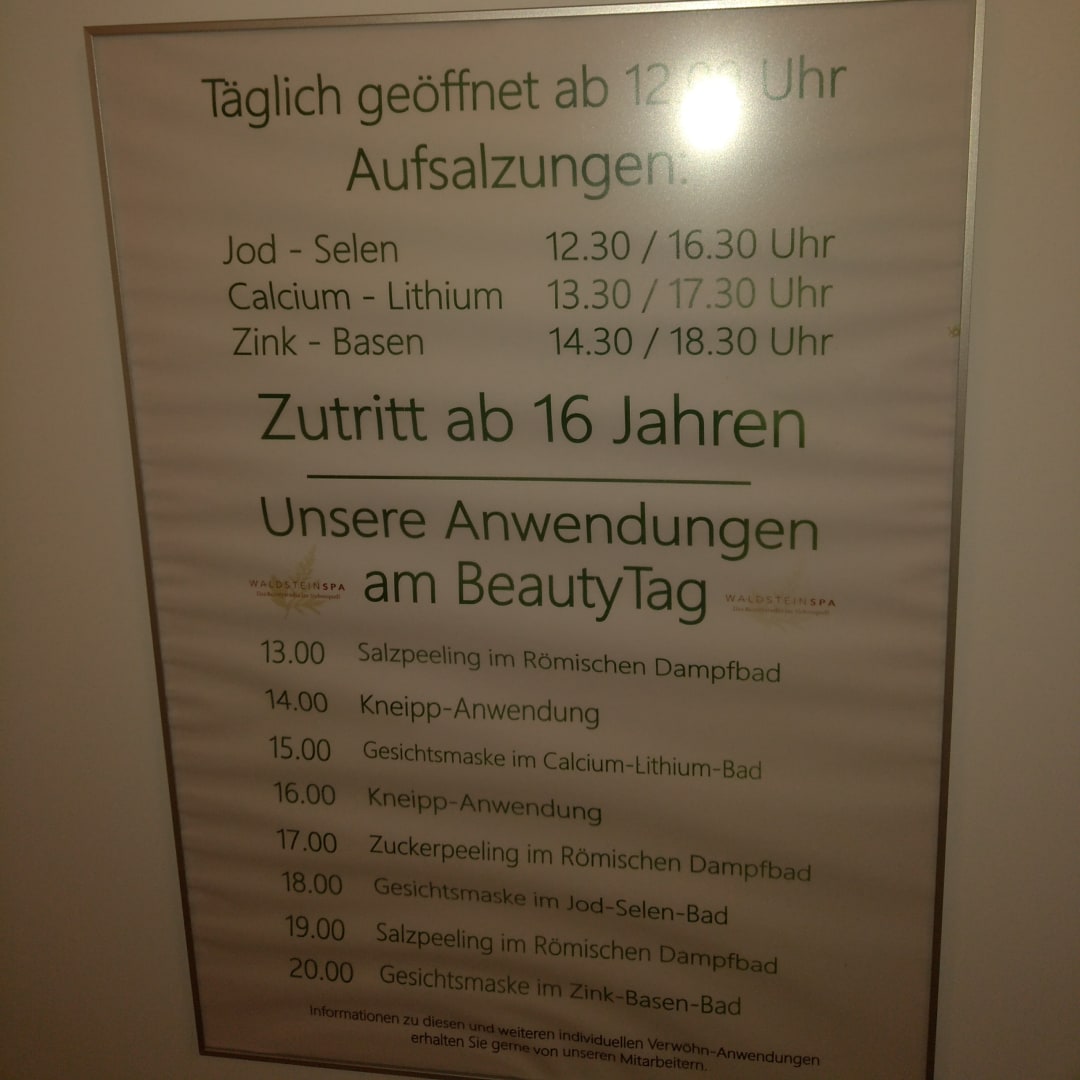 Täglich geöffnet ab 12 Uhr
Aufsalzungen:
Jod - Selen 12.30 / 16.30 Uhr
Calcium - Lithium 13.30 / 17.30 Uhr
Zink - Basen 14.30 / 18.30 Uhr
Zutritt ab 16 Jahren
Unsere Anwendungen
am BeautyTag
WALDSTEINSPA
WALDSTEINSPA
13.00 Salzpeeling im Römischen Dampfbad
14.00 Kneipp-Anwendung
15.00 Gesichtsmaske im Calcium-Lithium-Bad
16.00 Kneipp-Anwendung
17.00 Zuckerpeeling im Römischen Dampfbad
18.00 Gesichtsmaske im Jod-Selen-Bad
19.00 Salzpeeling im Römischen Dampfbad
20.00 Gesichtsmaske im Zink-Basen-Bad
Informationen zu diesen und weiteren individuellen Verwöhn-Anwendungen
erhalten Sie gerne von unseren Mitarbeitern.